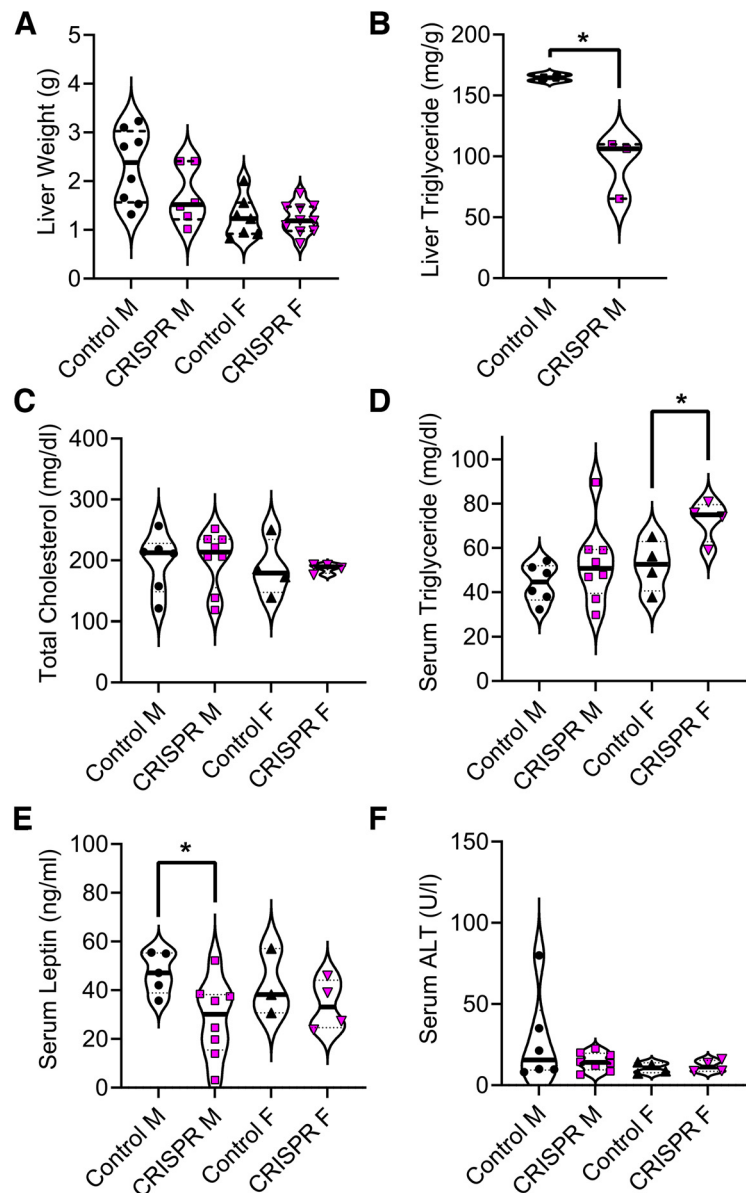 A
Liver Weight (g)
5
4
3
2
1
0
Control M
CRISPR M
Control F
CRISPR F
B
Liver Triglyceride (mg/g)
200
150
100
50
0
*
Control M
CRISPR M
C
Total Cholesterol (mg/dl)
400
300
200
100
0
Control M
CRISPR M
Control F
CRISPR F
D
Serum Triglyceride (mg/dl)
100
80
60
40
20
0
*
Control M
CRISPR M
Control F
CRISPR F
E
Serum Leptin (ng/ml)
100
80
60
40
20
0
*
Control M
CRISPR M
Control F
CRISPR F
F
Serum ALT (U/l)
150
100
50
0
Control M
CRISPR M
Control F
CRISPR F